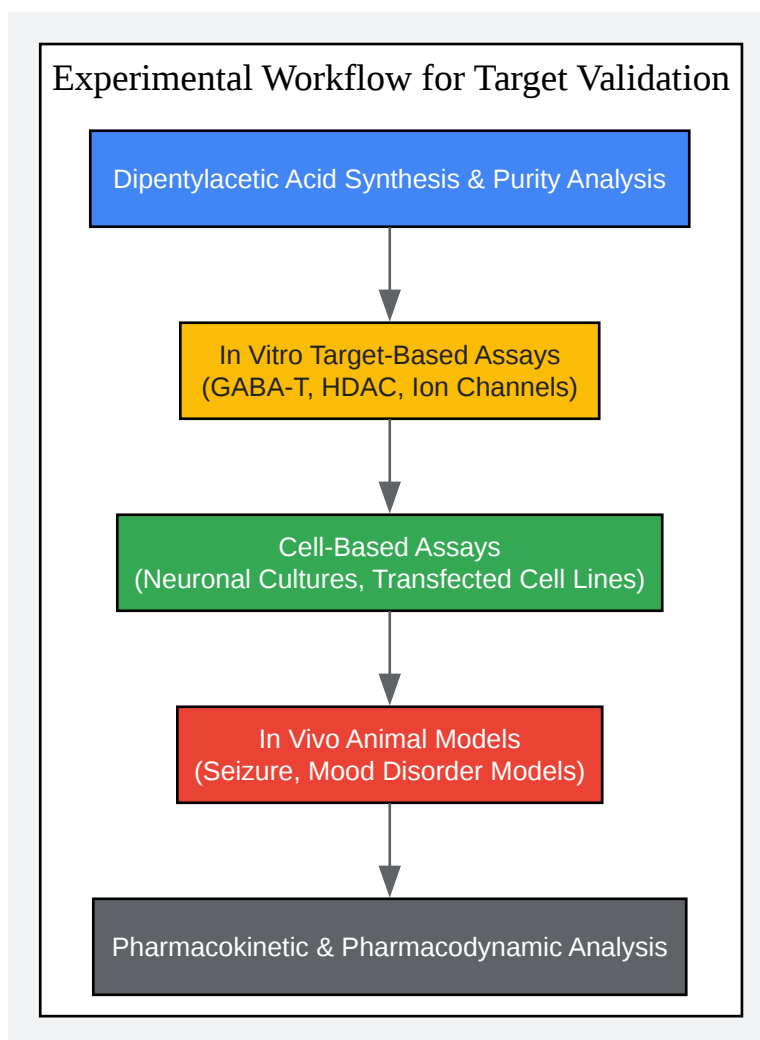 Experimental Workflow for Target Validation
Dipentylacetic Acid Synthesis & Purity Analysis
In Vitro Target-Based Assays
(GABA-T, HDAC, Ion Channels)
Cell-Based Assays
(Neuronal Cultures, Transfected Cell Lines)
In Vivo Animal Models
(Seizure, Mood Disorder Models)
Pharmacokinetic & Pharmacodynamic Analysis